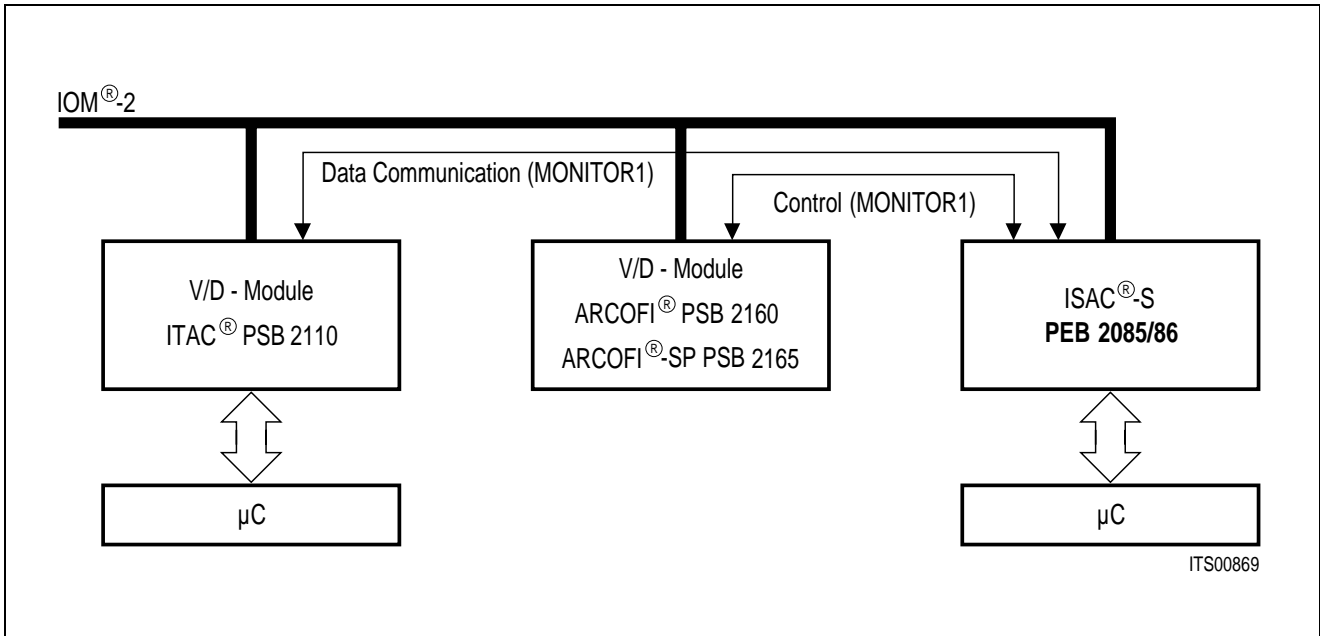 IOM®-2
Data Communication (MONITOR1)
Control (MONITOR1)
V/D - Module
ITAC® PSB 2110
V/D - Module
ARCOFI® PSB 2160
ARCOFI®-SP PSB 2165
ISAC®-S
PEB 2085/86
µC
µC
ITS00869